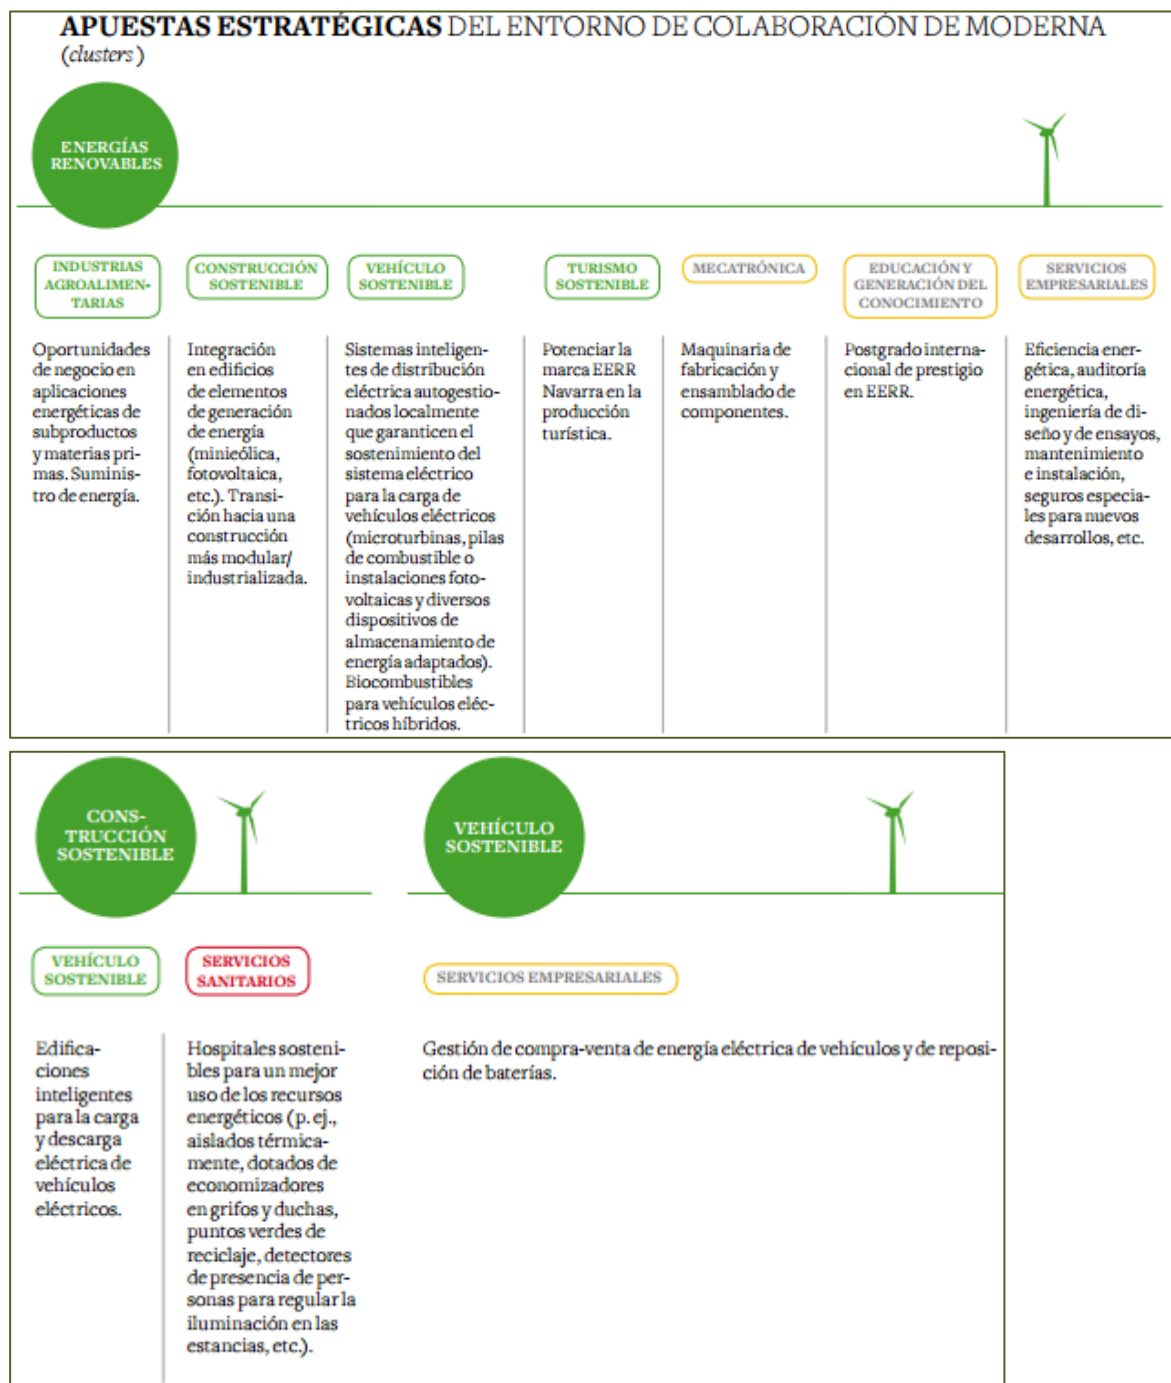 APUESTAS ESTRATÉGICAS DEL ENTORNO DE COLABORACIÓN DE MODERNA
(clusters)
ENERGÍAS
RENOVABLES
INDUSTRIAS
AGROALIMEN-
TARIAS
Oportunidades
de negocio en
aplicaciones
energéticas de
subproductos
y materias pri-
mas. Suminis-
tro de energía.
CONSTRUCCIÓN
SOSTENIBLE
Integración
en edificios
de elementos
de generación
de energía
(minieólica,
fotovoltaica,
etc.). Transi-
ción hacia una
construcción
más modular/
industrializada.
VEHÍCULO
SOSTENIBLE
Sistemas inteligen-
tes de distribución
eléctrica autogestio-
nados localmente
que garanticen el
sostenimiento del
sistema eléctrico
para la carga de
vehículos eléctricos
(microturbinas, pilas
de combustible o
instalaciones foto-
voltaicas y diversos
dispositivos de
almacenamiento de
energía adaptados).
Biocombustibles
para vehículos eléc-
tricos híbridos.
TURISMO
SOSTENIBLE
Potenciar la
marca EERR
Navarra en la
producción
turística.
MECATRÓNICA
Maquinaria de
fabricación y
ensamblado de
componentes.
EDUCACIÓN Y
GENERACIÓN DEL
CONOCIMIENTO
Postgrado interna-
cional de prestigio
en EERR.
SERVICIOS
EMPRESARIALES
Eficiencia ener-
gética, auditoría
energética,
ingeniería de di-
seño y de ensayos,
mantenimiento
e instalación,
seguros especia-
les para nuevos
desarrollos, etc.
CONS-
TRUCCIÓN
SOSTENIBLE
VEHÍCULO
SOSTENIBLE
Edifica-
ciones
inteligentes
para la carga
y descarga
eléctrica de
vehículos
eléctricos.
SERVICIOS
SANITARIOS
Hospitales sosteni-
bles para un mejor
uso de los recursos
energéticos (p. ej.,
aislados térmica-
mente, dotados de
economizadores
en grifos y duchas,
puntos verdes de
reciclaje, detectores
de presencia de per-
sonas para regular la
iluminación en las
estancias, etc.).
VEHÍCULO
SOSTENIBLE
SERVICIOS EMPRESARIALES
Gestión de compra-venta de energía eléctrica de vehículos y de reposi-
ción de baterías.